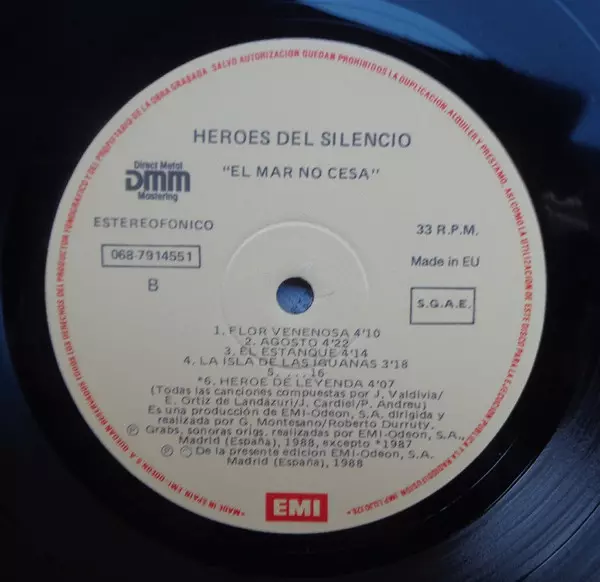 SALVO AUTORIZACION QUEDAN PROHIBIDOS LA DUPLICACION, ALQUILER Y PRESTAMO, ASI COMO LA UTILIZACION DE ESTE DISCO PARA LA EJECUCION PUBLICA Y LA RADIODIFUSION
HEROES DEL SILENCIO
"EL MAR NO CESA"
Direct Metal
DMM
Mastering
ESTEREOFONICO
33 R.P.M.
068-7914551
Made in EU
B
S.G.A.E.
1. FLOR VENENOSA 4'10
2. AGOSTO 4'22
3. EL ESTANQUE 4'14
4. LA ISLA DE LAS IGUANAS 3'18
5. ...16
*6. HEROE DE LEYENDA 4'07
(Todas las canciones compuestas por J. Valdivia/
E. Ortiz de Landázuri/J. Cardiel/P. Andreu)
Es una producción de EMI-Odeon, S.A. dirigida y
realizada por G. Montesano/Roberto Durruty.
Ⓟ Grabs. sonoras origs. realizadas por EMI-Odeon, S.A.,
Madrid (España), 1988, excepto *1987
Ⓟ © De la presente edicion EMI-Odeon, S.A.
Madrid (España), 1988
EMI